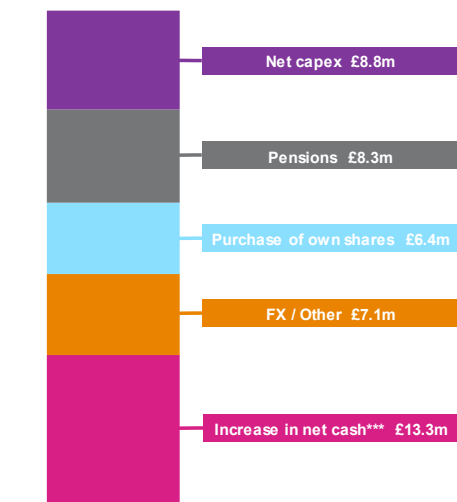 Net capex £8.8m
Pensions £8.3m
Purchase of own shares £6.4m
FX / Other £7.1m
Increase in net cash*** £13.3m